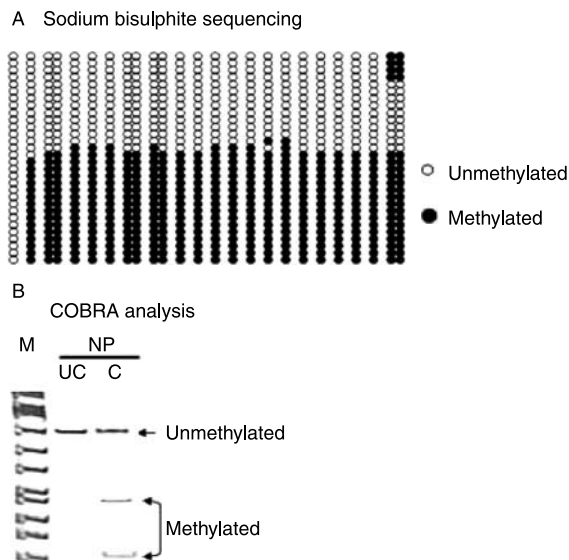 A Sodium bisulphite sequencing
Unmethylated
Methylated
B
COBRA analysis
M NP
UC C
Unmethylated
Methylated